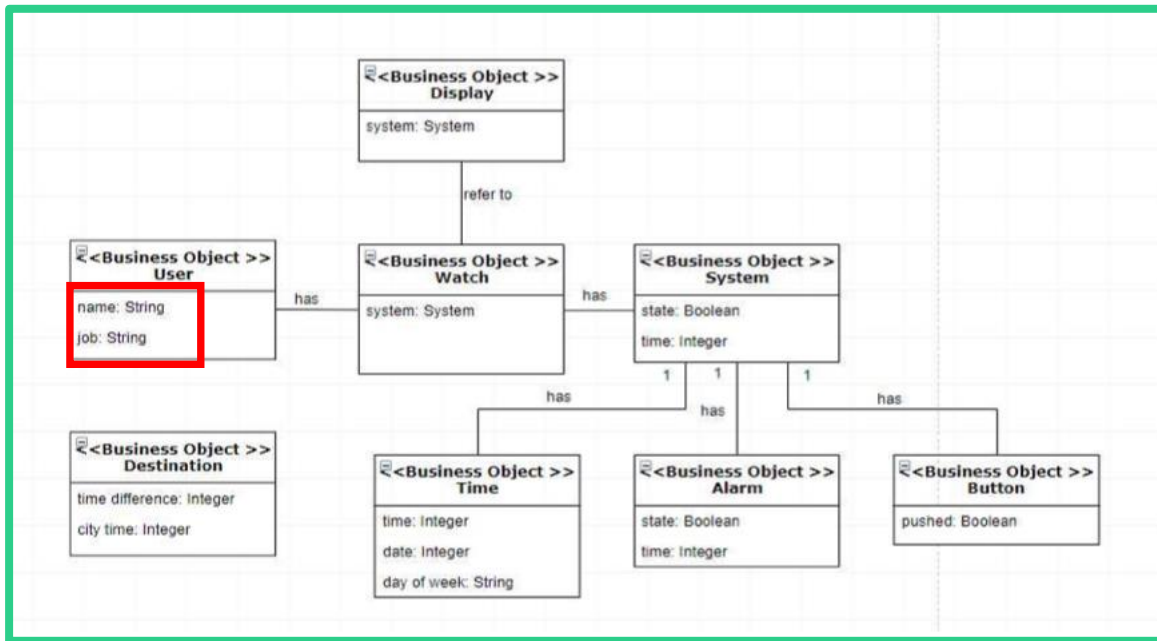 <<Business Object >>
Display
system: System
refer to
<<Business Object >>
User
name: String
job: String
has
<<Business Object >>
Watch
system: System
has
<<Business Object >>
System
state: Boolean
time: Integer
1
1
1
has
has
has
<<Business Object >>
Destination
time difference: Integer
city time: Integer
<<Business Object >>
Time
time: Integer
date: Integer
day of week: String
<<Business Object >>
Alarm
state: Boolean
time: Integer
<<Business Object >>
Button
pushed: Boolean